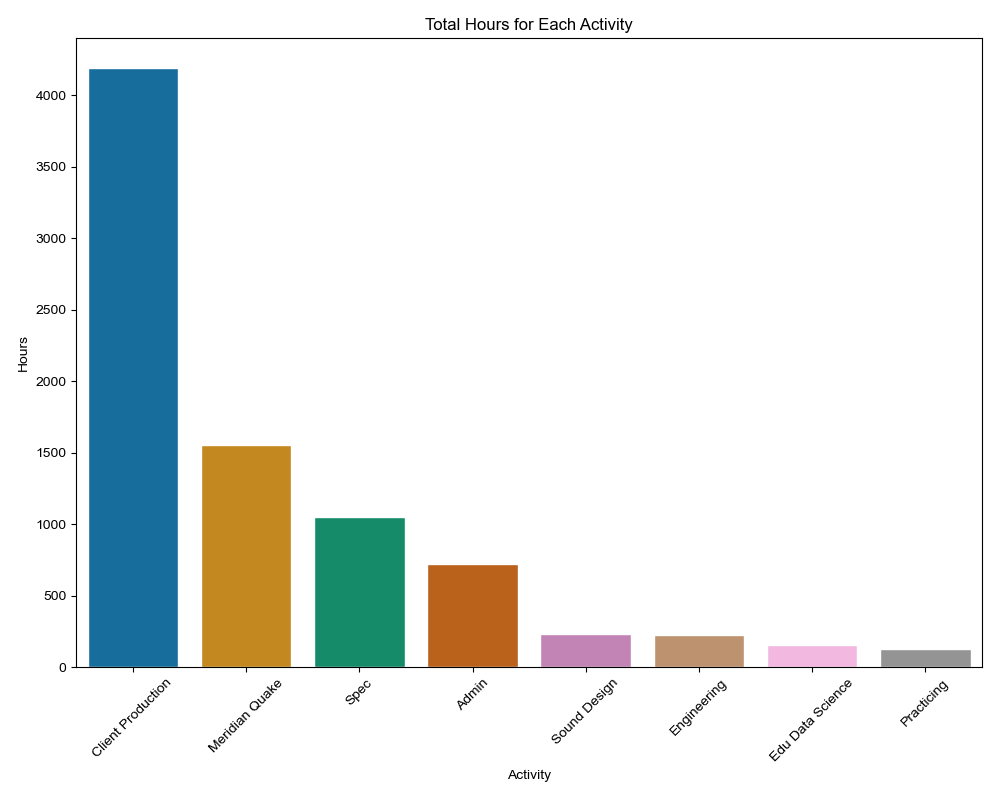 Total Hours for Each Activity
4000
3500
3000
2500
2000
1500
1000
500
0
Hours
Client Production
Meridian Quake
Spec
Admin
Sound Design
Engineering
Edu Data Science
Practicing
Activity